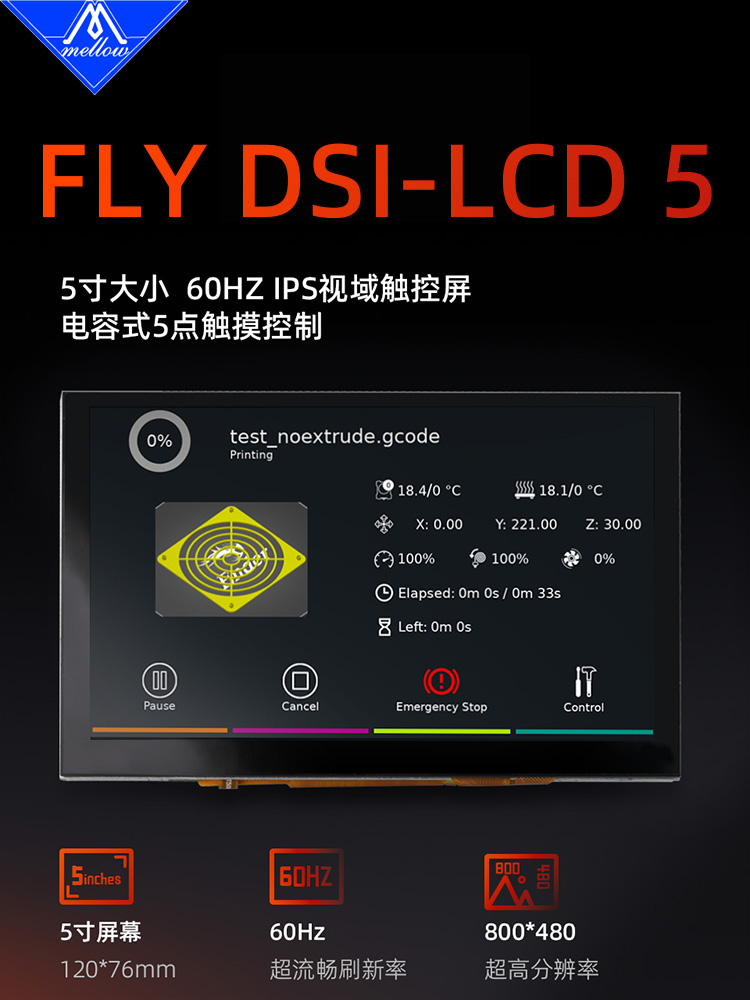 mellow
FLY DSI-LCD 5
5寸大小 60HZ IPS视域触控屏
电容式5点触摸控制
0%
test_noextrude.gcode
Printing
0 18.4/0 °C 18.1/0 °C
X: 0.00 Y: 221.00 Z: 30.00
100% 100% 0%
Elapsed: 0m 0s / 0m 33s
Left: 0m 0s
Pause Cancel Emergency Stop Control
5inches 60HZ 800 480
5寸屏幕 60Hz 800*480
120*76mm 超流畅刷新率 超高分辨率